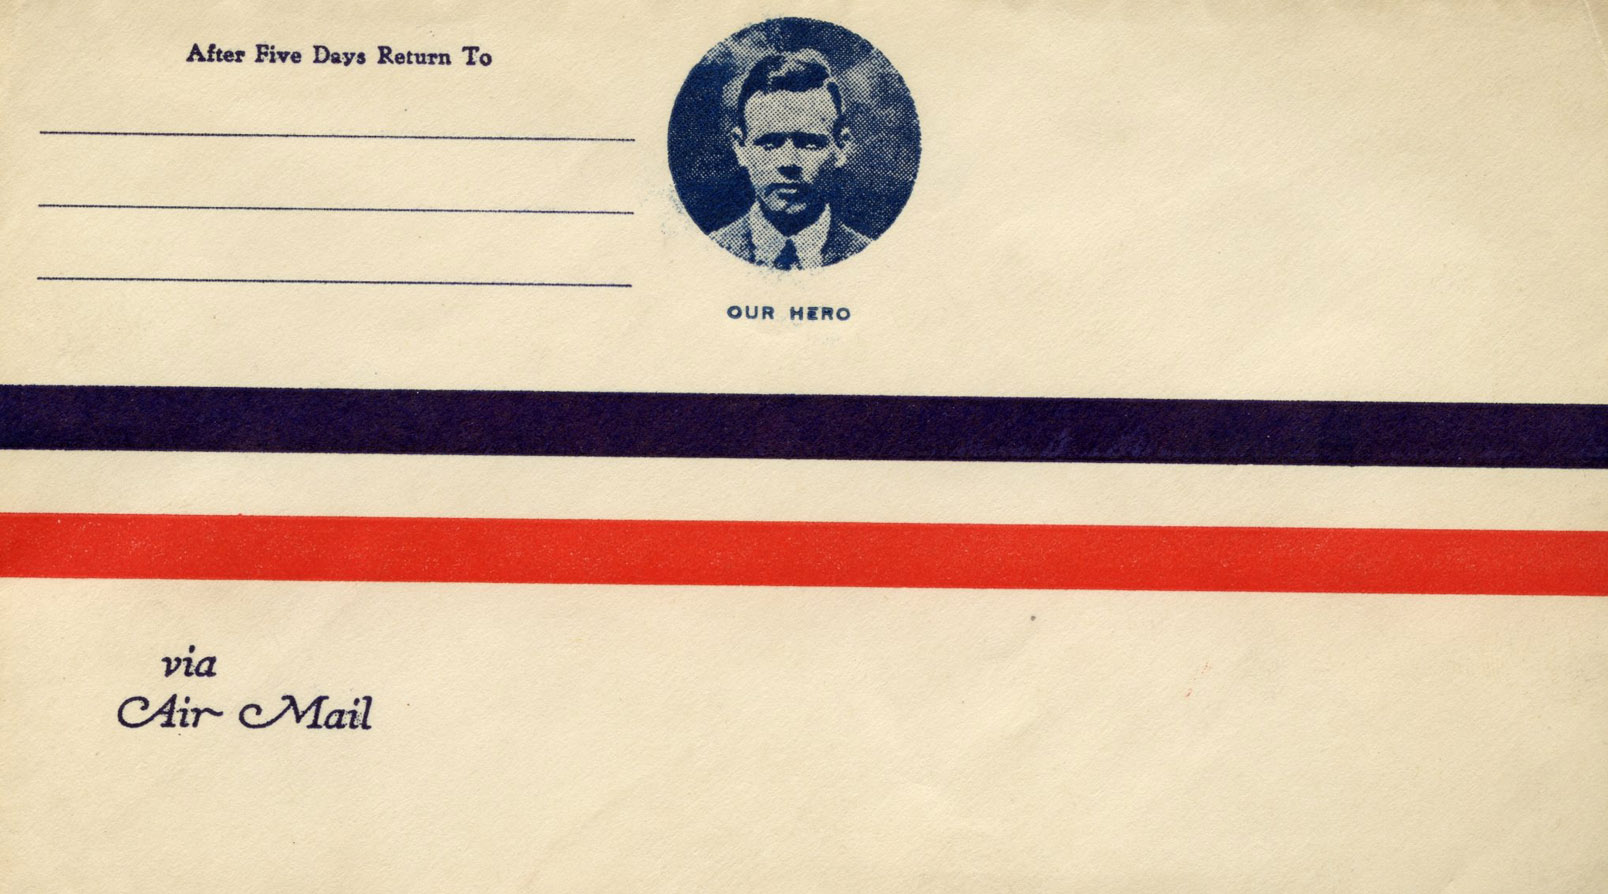 After Five Days Return To
OUR HERO
via
Air Mail